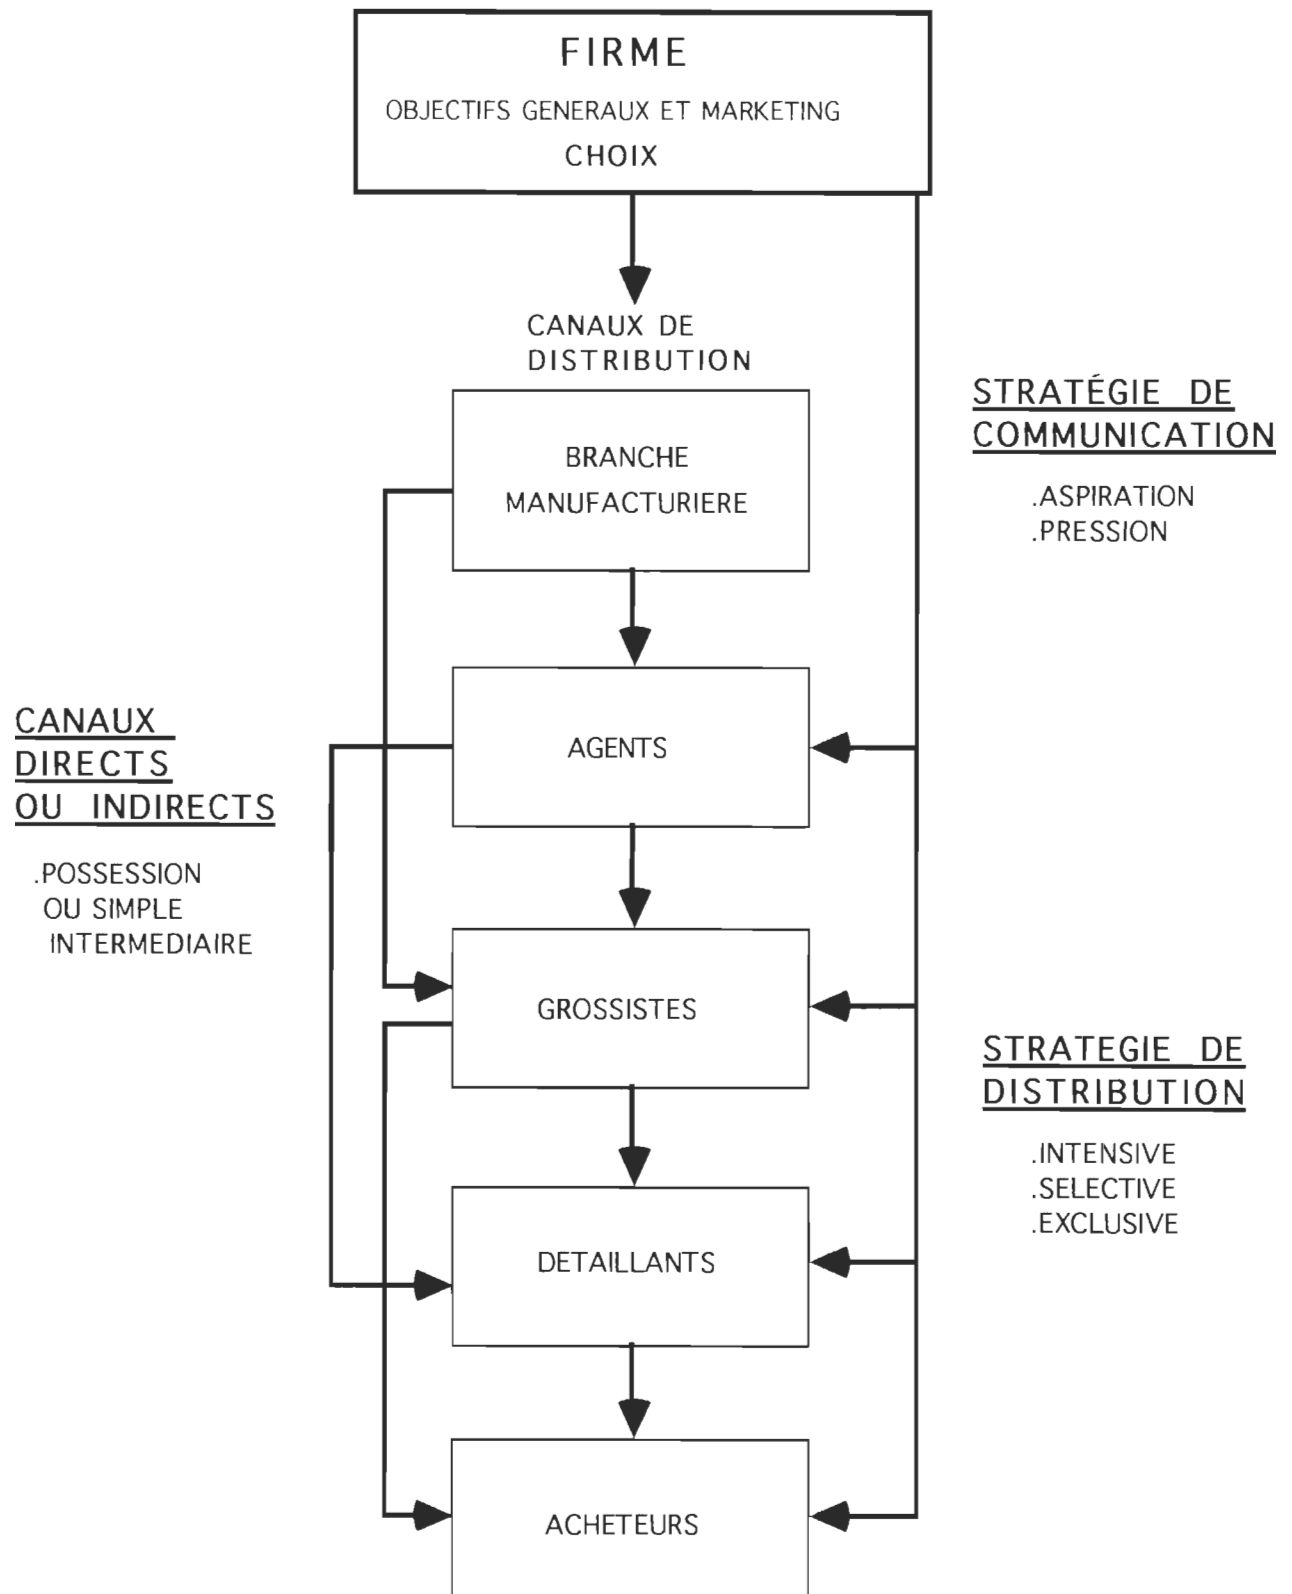 FIRME
OBJECTIFS GENERAUX ET MARKETING
CHOIX
CANAUX DE
DISTRIBUTION
BRANCHE
MANUFACTURIERE
STRATÉGIE DE
COMMUNICATION
.ASPIRATION
.PRESSION
AGENTS
CANAUX
DIRECTS
OU INDIRECTS
.POSSESSION
OU SIMPLE
INTERMEDIAIRE
GROSSISTES
STRATEGIE DE
DISTRIBUTION
.INTENSIVE
.SELECTIVE
.EXCLUSIVE
DETAILLANTS
ACHETEURS